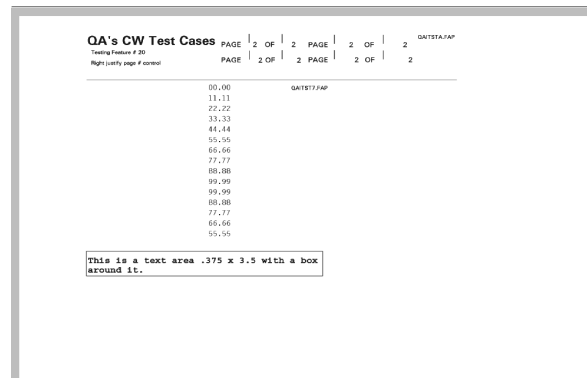 QA's CW Test Cases PAGE 2 OF 2 PAGE 2 OF 2 QAITSTA.FAP
Testing Feature # 20
Right justify page # control PAGE 2 OF 2 PAGE 2 OF 2
00.00 QAITST7.FAP
11.11
22.22
33.33
44.44
55.55
66.66
77.77
88.88
99.99
99.99
88.88
77.77
66.66
55.55
This is a text area .375 x 3.5 with a box
around it.